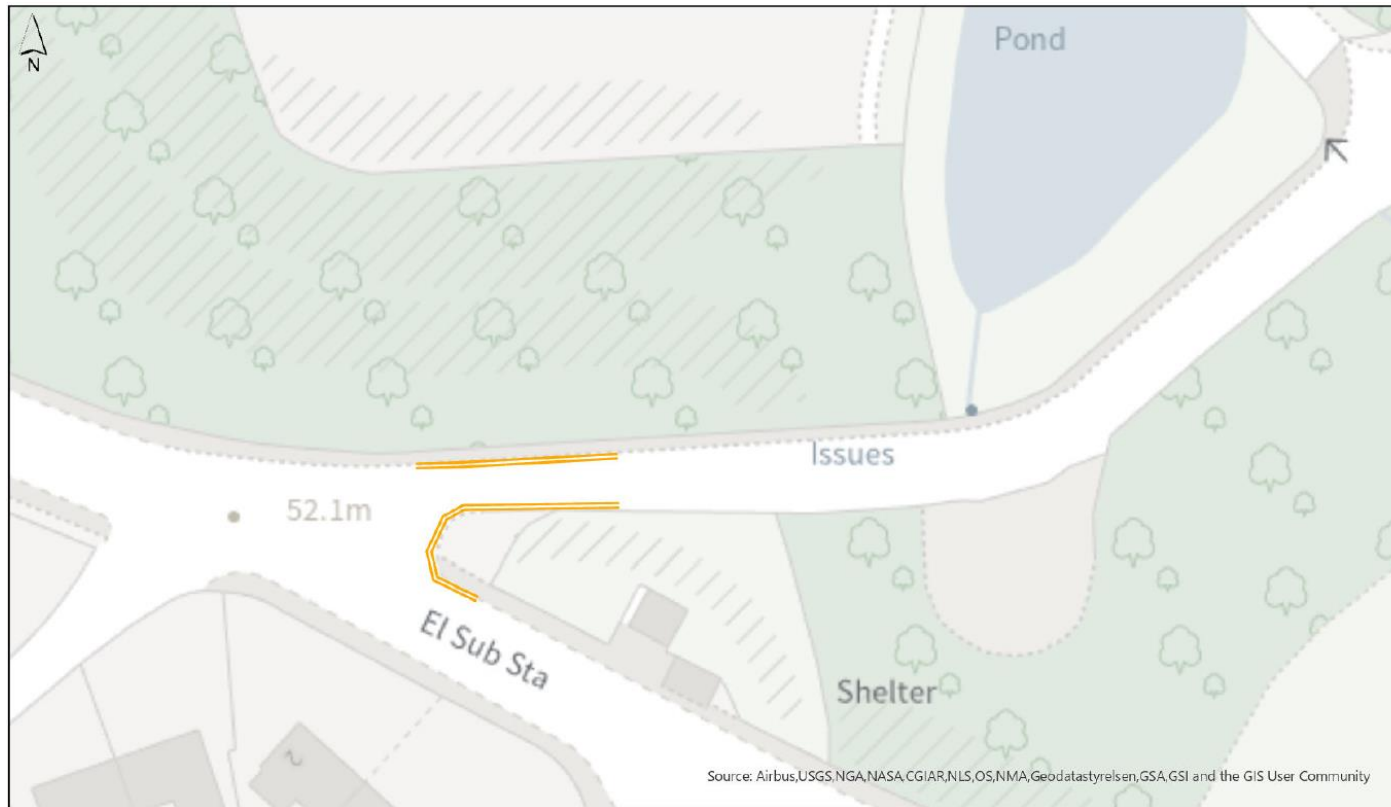 N
Pond
Issues
52.1m
El Sub Sta
Shelter
Source: Airbus,USGS,NGA,NASA,CGIAR,NLS,OS,NMA,Geodatastyrelsen,GSA,GSI and the GIS User Community